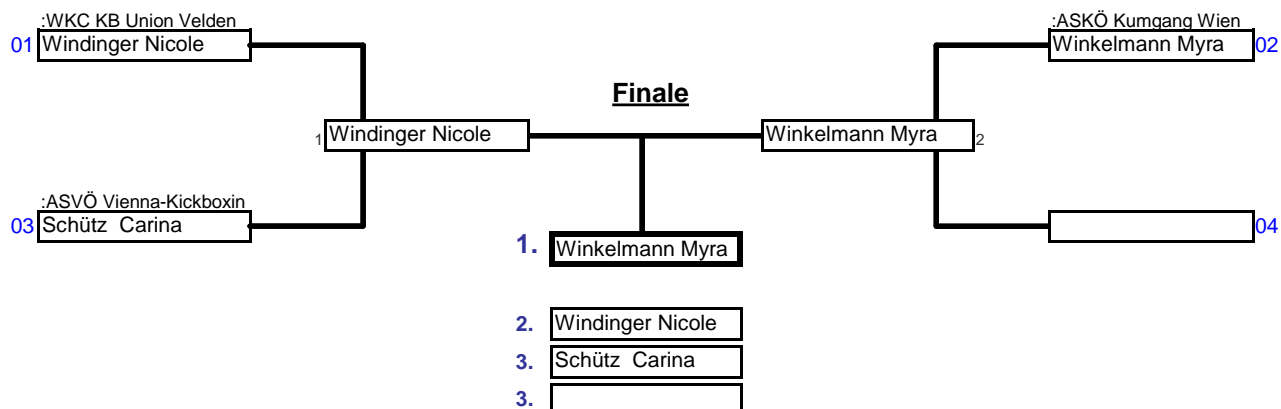 :WKC KB Union Velden
01 Windinger Nicole
:ASKÖ Kumgang Wien
Winkelmann Myra 02
Finale
1 Windinger Nicole
Winkelmann Myra 2
:ASVÖ Vienna-Kickboxin
03 Schütz  Carina
04
1. Winkelmann Myra
2. Windinger Nicole
3. Schütz  Carina
3.